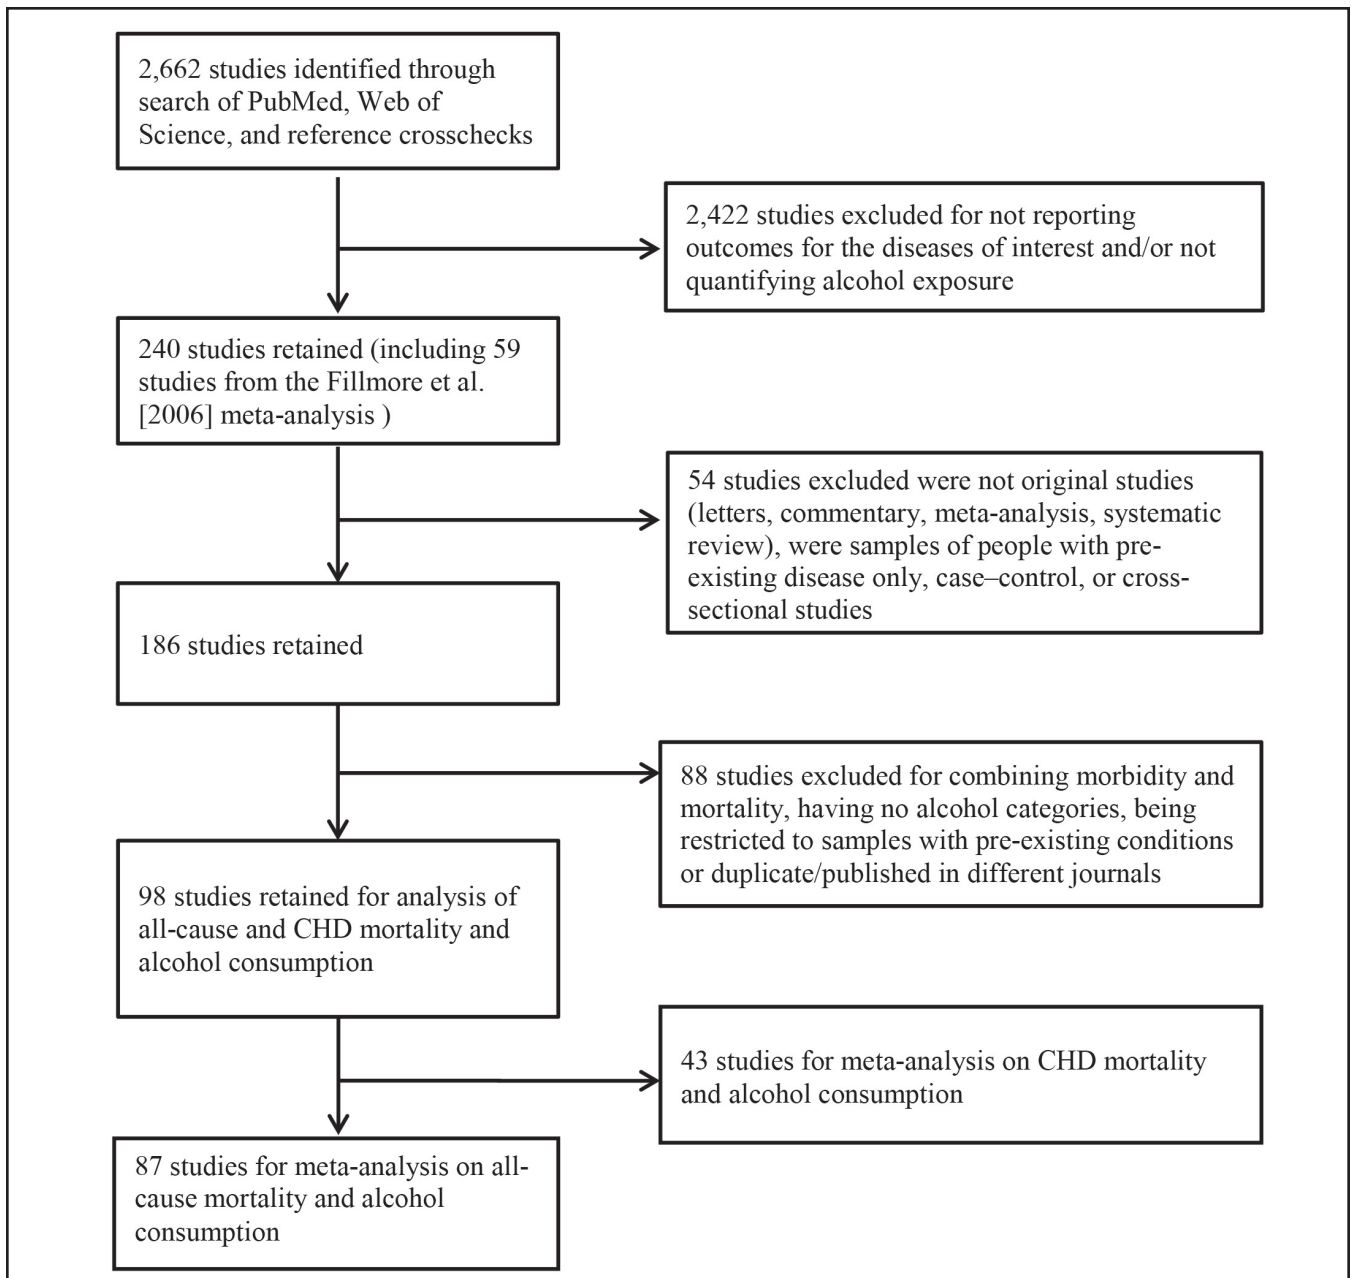 2,662 studies identified through
search of PubMed, Web of
Science, and reference crosschecks
2,422 studies excluded for not reporting
outcomes for the diseases of interest and/or not
quantifying alcohol exposure
240 studies retained (including 59
studies from the Fillmore et al.
[2006] meta-analysis )
54 studies excluded were not original studies
(letters, commentary, meta-analysis, systematic
review), were samples of people with pre-
existing disease only, case–control, or cross-
sectional studies
186 studies retained
88 studies excluded for combining morbidity and
mortality, having no alcohol categories, being
restricted to samples with pre-existing conditions
or duplicate/published in different journals
98 studies retained for analysis of
all-cause and CHD mortality and
alcohol consumption
43 studies for meta-analysis on CHD mortality
and alcohol consumption
87 studies for meta-analysis on all-
cause mortality and alcohol
consumption